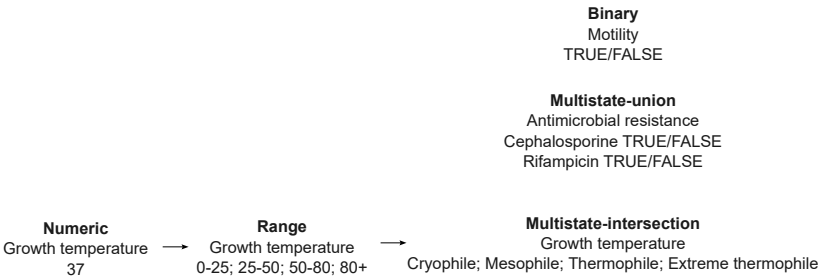 Binary
Motility
TRUE/FALSE
Multistate-union
Antimicrobial resistance
Cephalosporine TRUE/FALSE
Rifampicin TRUE/FALSE
Numeric
Growth temperature
37
Range
Growth temperature
0-25; 25-50; 50-80; 80+
Multistate-intersection
Growth temperature
Cryophile; Mesophile; Thermophile; Extreme thermophile